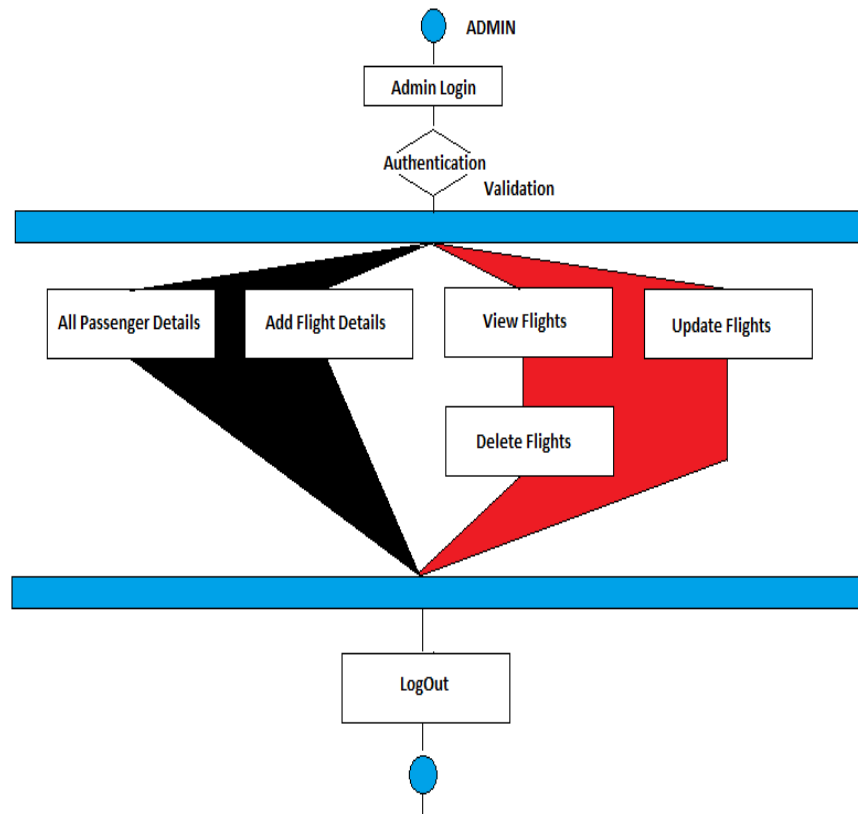 ADMIN
Admin Login
Authentication
Validation
All Passenger Details
Add Flight Details
View Flights
Update Flights
Delete Flights
LogOut